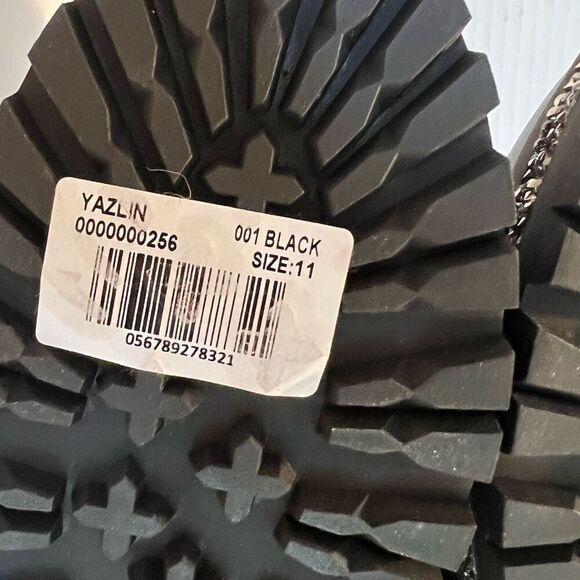 YAZLIN
0000000256
001 BLACK
SIZE:11
056789278321